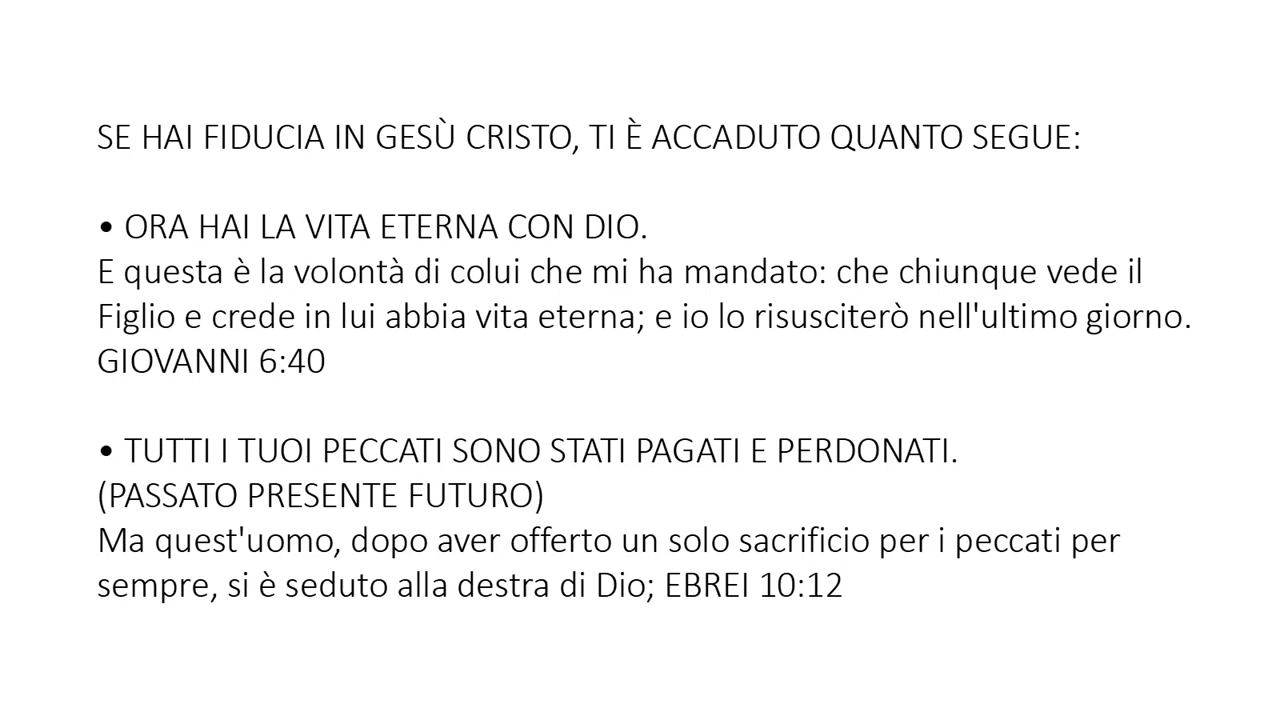 SE HAI FIDUCIA IN GESÙ CRISTO, TI È ACCADUTO QUANTO SEGUE:
• ORA HAI LA VITA ETERNA CON DIO.
E questa è la volontà di colui che mi ha mandato: che chiunque vede il
Figlio e crede in lui abbia vita eterna; e io lo risusciterò nell'ultimo giorno.
GIOVANNI 6:40
• TUTTI I TUOI PECCATI SONO STATI PAGATI E PERDONATI.
(PASSATO PRESENTE FUTURO)
Ma quest'uomo, dopo aver offerto un solo sacrificio per i peccati per
sempre, si è seduto alla destra di Dio; EBREI 10:12